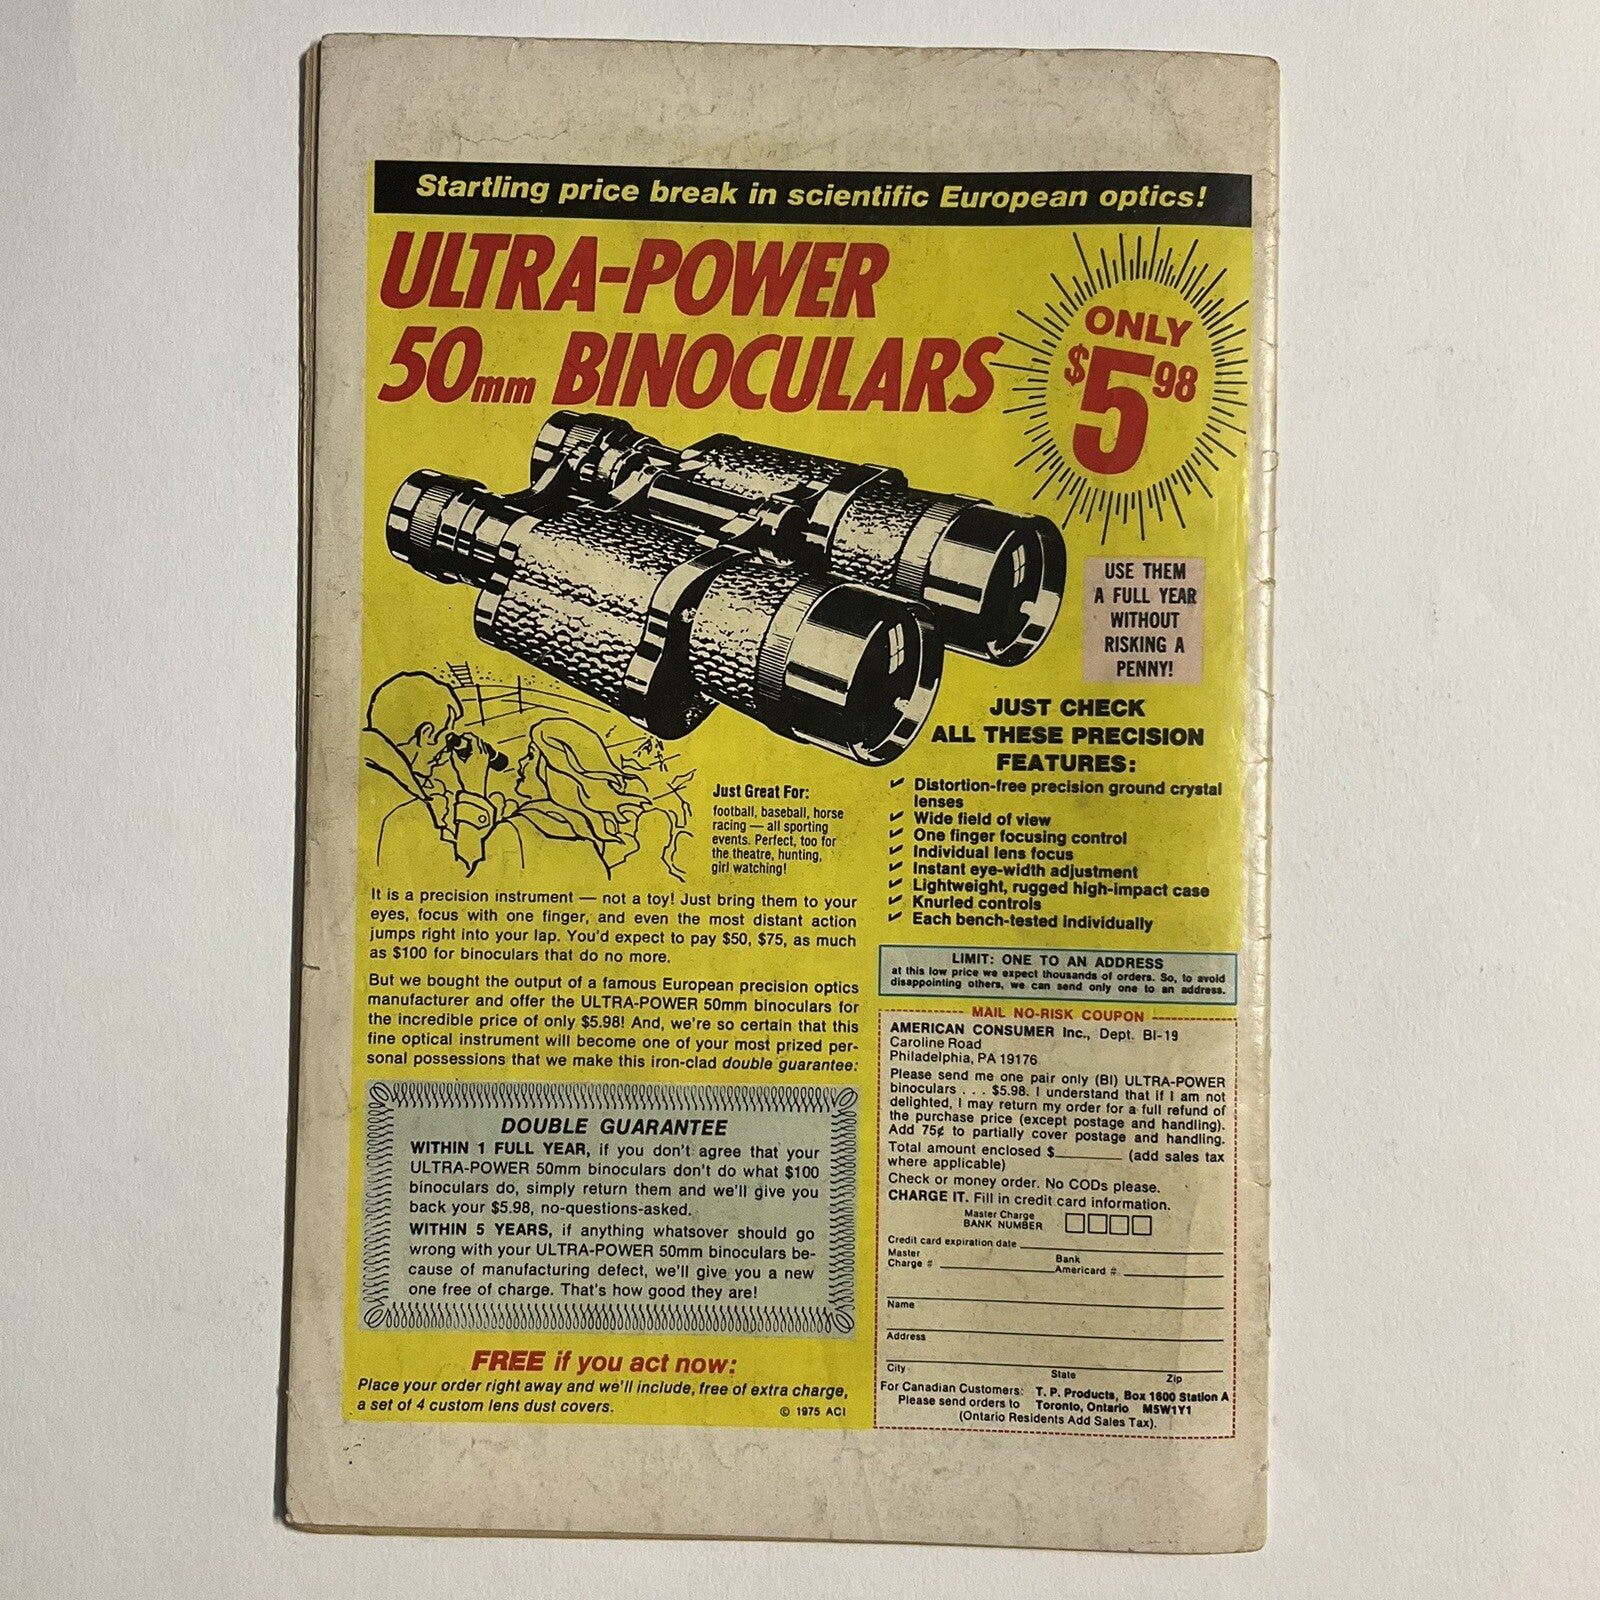 Startling price break in scientific European optics!
ULTRA-POWER
50mm BINOCULARS
ONLY
$5.98
USE THEM
A FULL YEAR
WITHOUT
RISKING A
PENNY!
JUST CHECK
ALL THESE PRECISION
FEATURES:
✓ Distortion-free precision ground crystal
lenses
✓ Wide field of view
✓ One finger focusing control
✓ Individual lens focus
✓ Instant eye-width adjustment
✓ Lightweight, rugged high-impact case
✓ Knurled controls
✓ Each bench-tested individually
Just Great For:
football, baseball, horse
racing — all sporting
events. Perfect, too for
the theatre, hunting,
girl watching!
It is a precision instrument — not a toy! Just bring them to your
eyes, focus with one finger, and even the most distant action
jumps right into your lap. You'd expect to pay $50, $75, as much
as $100 for binoculars that do no more.
But we bought the output of a famous European precision optics
manufacturer and offer the ULTRA-POWER 50mm binoculars for
the incredible price of only $5.98! And, we're so certain that this
fine optical instrument will become one of your most prized per-
sonal possessions that we make this iron-clad double guarantee:
DOUBLE GUARANTEE
WITHIN 1 FULL YEAR, if you don't agree that your
ULTRA-POWER 50mm binoculars don't do what $100
binoculars do, simply return them and we'll give you
back your $5.98, no-questions-asked.
WITHIN 5 YEARS, if anything whatsover should go
wrong with your ULTRA-POWER 50mm binoculars be-
cause of manufacturing defect, we'll give you a new
one free of charge. That's how good they are!
FREE if you act now:
Place your order right away and we'll include, free of extra charge,
a set of 4 custom lens dust covers.
© 1975 ACI
LIMIT: ONE TO AN ADDRESS
at this low price we expect thousands of orders. So, to avoid
disappointing others, we can send only one to an address.
MAIL NO-RISK COUPON
AMERICAN CONSUMER Inc., Dept. BI-19
Caroline Road
Philadelphia, PA 19176
Please send me one pair only (BI) ULTRA-POWER
binoculars . . . $5.98. I understand that if I am not
delighted, I may return my order for a full refund of
the purchase price (except postage and handling).
Add 75¢ to partially cover postage and handling.
Total amount enclosed $________ (add sales tax
where applicable)
Check or money order. No CODs please.
CHARGE IT. Fill in credit card information.
Master Charge
BANK NUMBER
Credit card expiration date
Master
Charge #
Bank
Americard #
Name
Address
City State Zip
For Canadian Customers: T. P. Products, Box 1600 Station A
Please send orders to Toronto, Ontario M5W1Y1
(Ontario Residents Add Sales Tax).